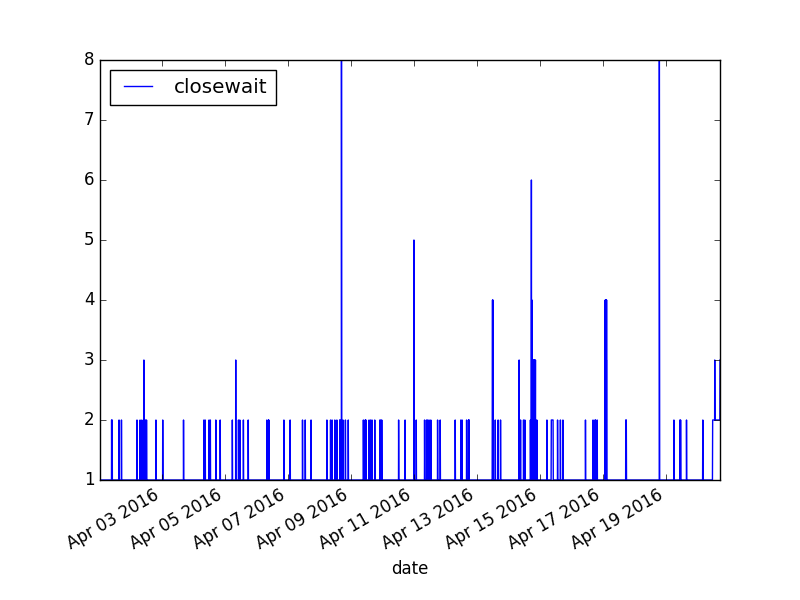 closewait
8
7
6
5
4
3
2
1
Apr 03 2016
Apr 05 2016
Apr 07 2016
Apr 09 2016
Apr 11 2016
Apr 13 2016
Apr 15 2016
Apr 17 2016
Apr 19 2016
date